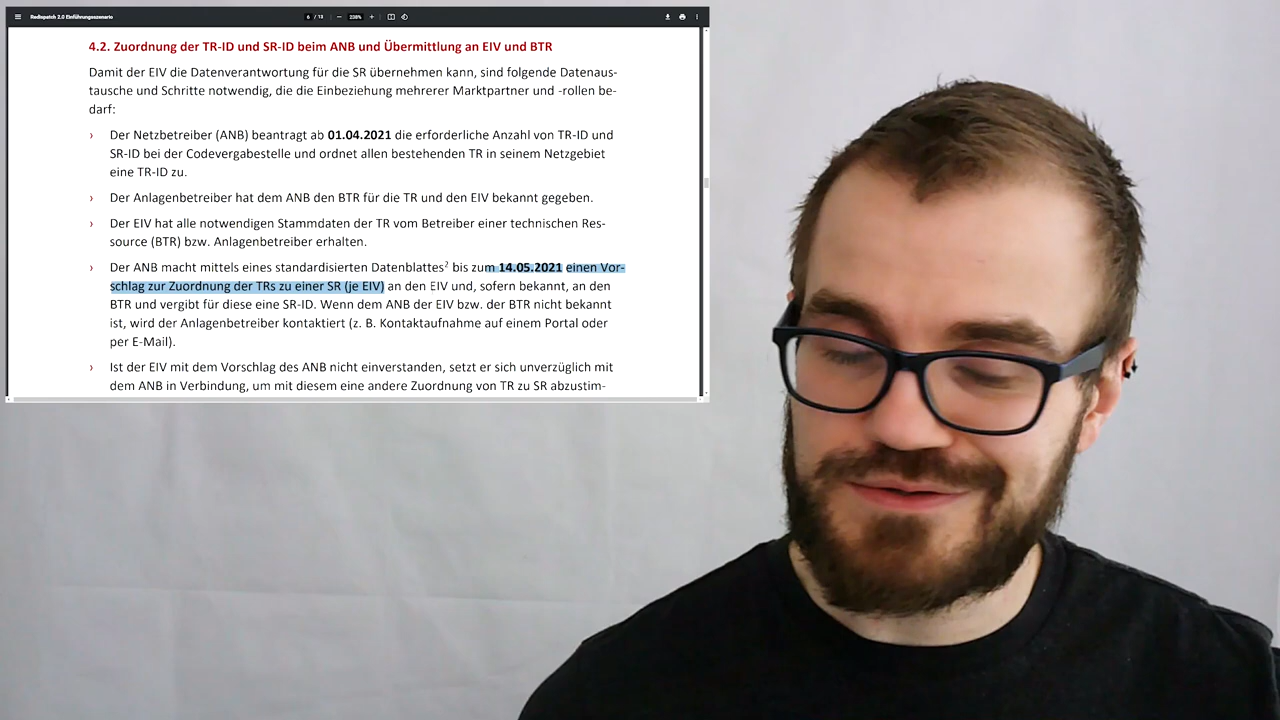 Redispatch 2.0 Einführungsszenario
6 / 13
238%
4.2. Zuordnung der TR-ID und SR-ID beim ANB und Übermittlung an EIV und BTR
Damit der EIV die Datenverantwortung für die SR übernehmen kann, sind folgende Datenaus-
tausche und Schritte notwendig, die die Einbeziehung mehrerer Marktpartner und -rollen be-
darf:
› Der Netzbetreiber (ANB) beantragt ab 01.04.2021 die erforderliche Anzahl von TR-ID und
SR-ID bei der Codevergabestelle und ordnet allen bestehenden TR in seinem Netzgebiet
eine TR-ID zu.
› Der Anlagenbetreiber hat dem ANB den BTR für die TR und den EIV bekannt gegeben.
› Der EIV hat alle notwendigen Stammdaten der TR vom Betreiber einer technischen Res-
source (BTR) bzw. Anlagenbetreiber erhalten.
› Der ANB macht mittels eines standardisierten Datenblattes² bis zum 14.05.2021 einen Vor-
schlag zur Zuordnung der TRs zu einer SR (je EIV) an den EIV und, sofern bekannt, an den
BTR und vergibt für diese eine SR-ID. Wenn dem ANB der EIV bzw. der BTR nicht bekannt
ist, wird der Anlagenbetreiber kontaktiert (z. B. Kontaktaufnahme auf einem Portal oder
per E-Mail).
› Ist der EIV mit dem Vorschlag des ANB nicht einverstanden, setzt er sich unverzüglich mit
dem ANB in Verbindung, um mit diesem eine andere Zuordnung von TR zu SR abzustim-